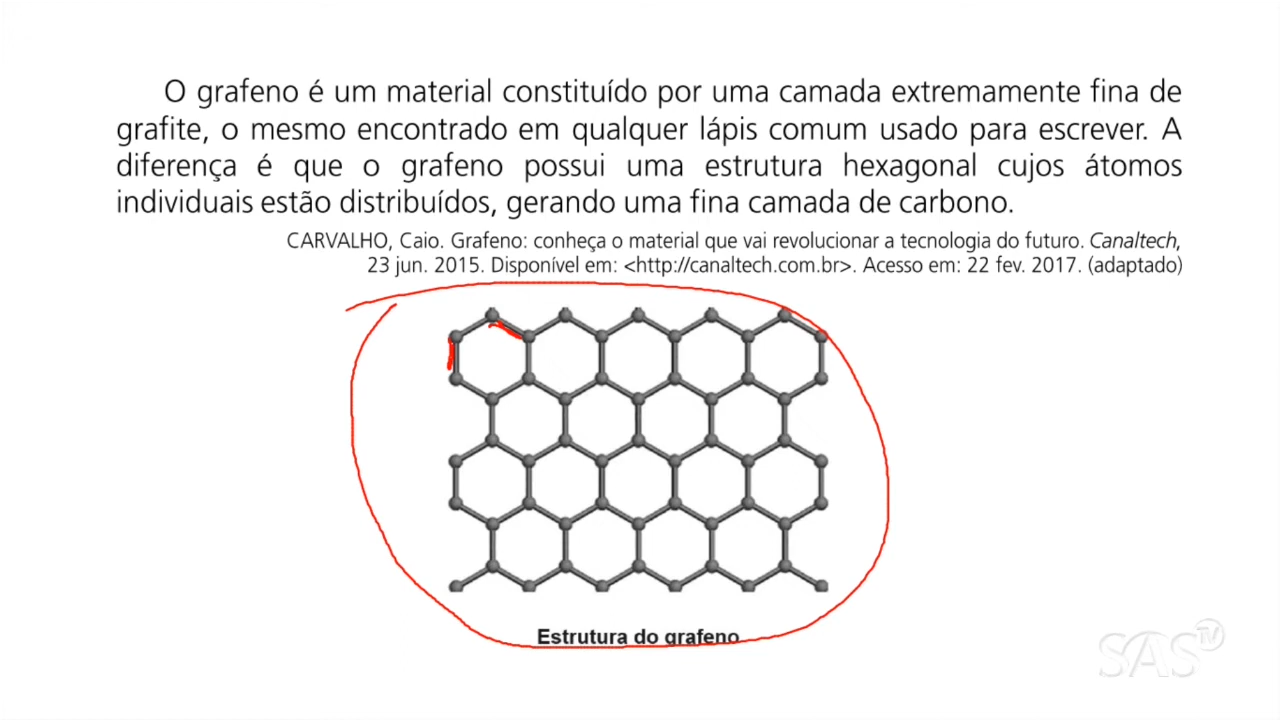 O grafeno é um material constituído por uma camada extremamente fina de
grafite, o mesmo encontrado em qualquer lápis comum usado para escrever. A
diferença é que o grafeno possui uma estrutura hexagonal cujos átomos
individuais estão distribuídos, gerando uma fina camada de carbono.
CARVALHO, Caio. Grafeno: conheça o material que vai revolucionar a tecnologia do futuro. Canaltech,
23 jun. 2015. Disponível em: <http://canaltech.com.br>. Acesso em: 22 fev. 2017. (adaptado)
Estrutura do grafeno
SAS TV